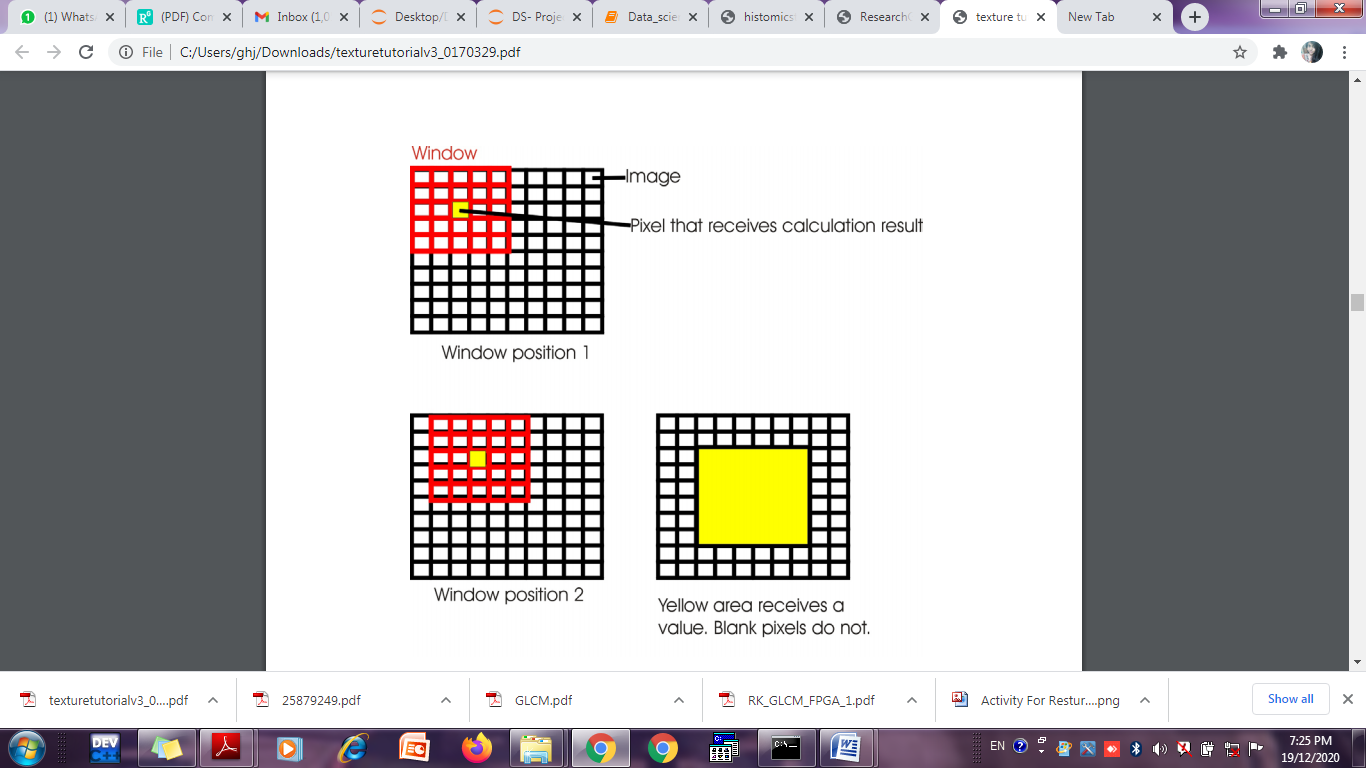 (1) Whats
(PDF) Con
Inbox (1,0
Desktop/
DS- Proje
Data_scie
histomics
Research
texture tu
New Tab
File
C:/Users/ghj/Downloads/texturetutorialv3_0170329.pdf
Window
Image
Pixel that receives calculation result
Window position 1
Window position 2
Yellow area receives a
value. Blank pixels do not.
texturetutorialv3_0....pdf
25879249.pdf
GLCM.pdf
RK_GLCM_FPGA_1.pdf
Activity For Restur....png
Show all
DEV
C++
EN
7:25 PM
19/12/2020